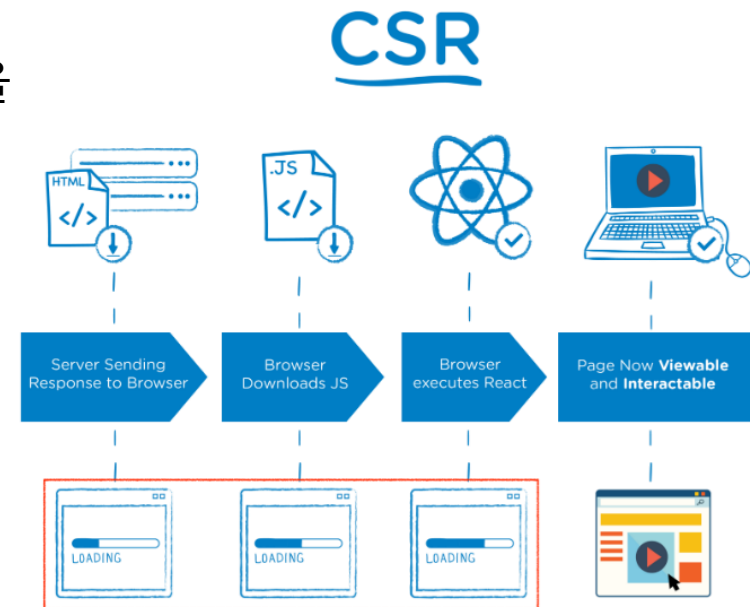 CSR
HTML
</>
.JS
</>
Server Sending
Response to Browser
Browser
Downloads JS
Browser
executes React
Page Now Viewable
and Interactable
LOADING
LOADING
LOADING